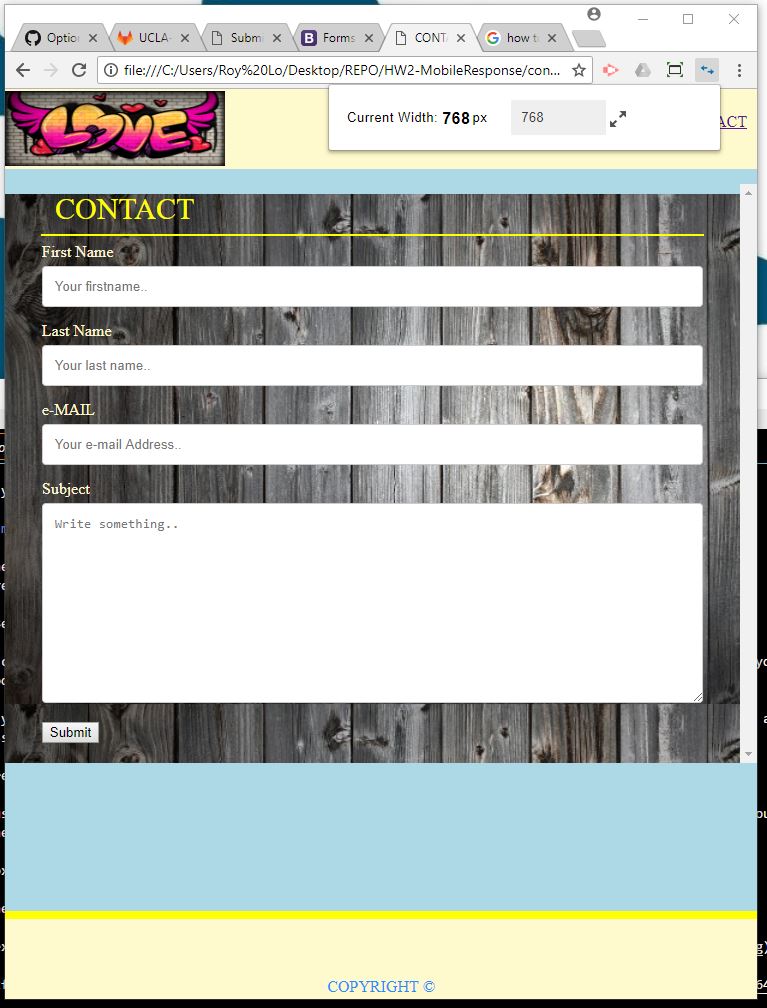 Optio
UCLA-
Subm
Forms
CONT
how t
file:///C:/Users/Roy%20Lo/Desktop/REPO/HW2-MobileResponse/con...
LOVE
Current Width: 768 px
768
ACT
CONTACT
First Name
Your firstname..
Last Name
Your last name..
e-MAIL
Your e-mail Address..
Subject
Write something..
Submit
COPYRIGHT ©